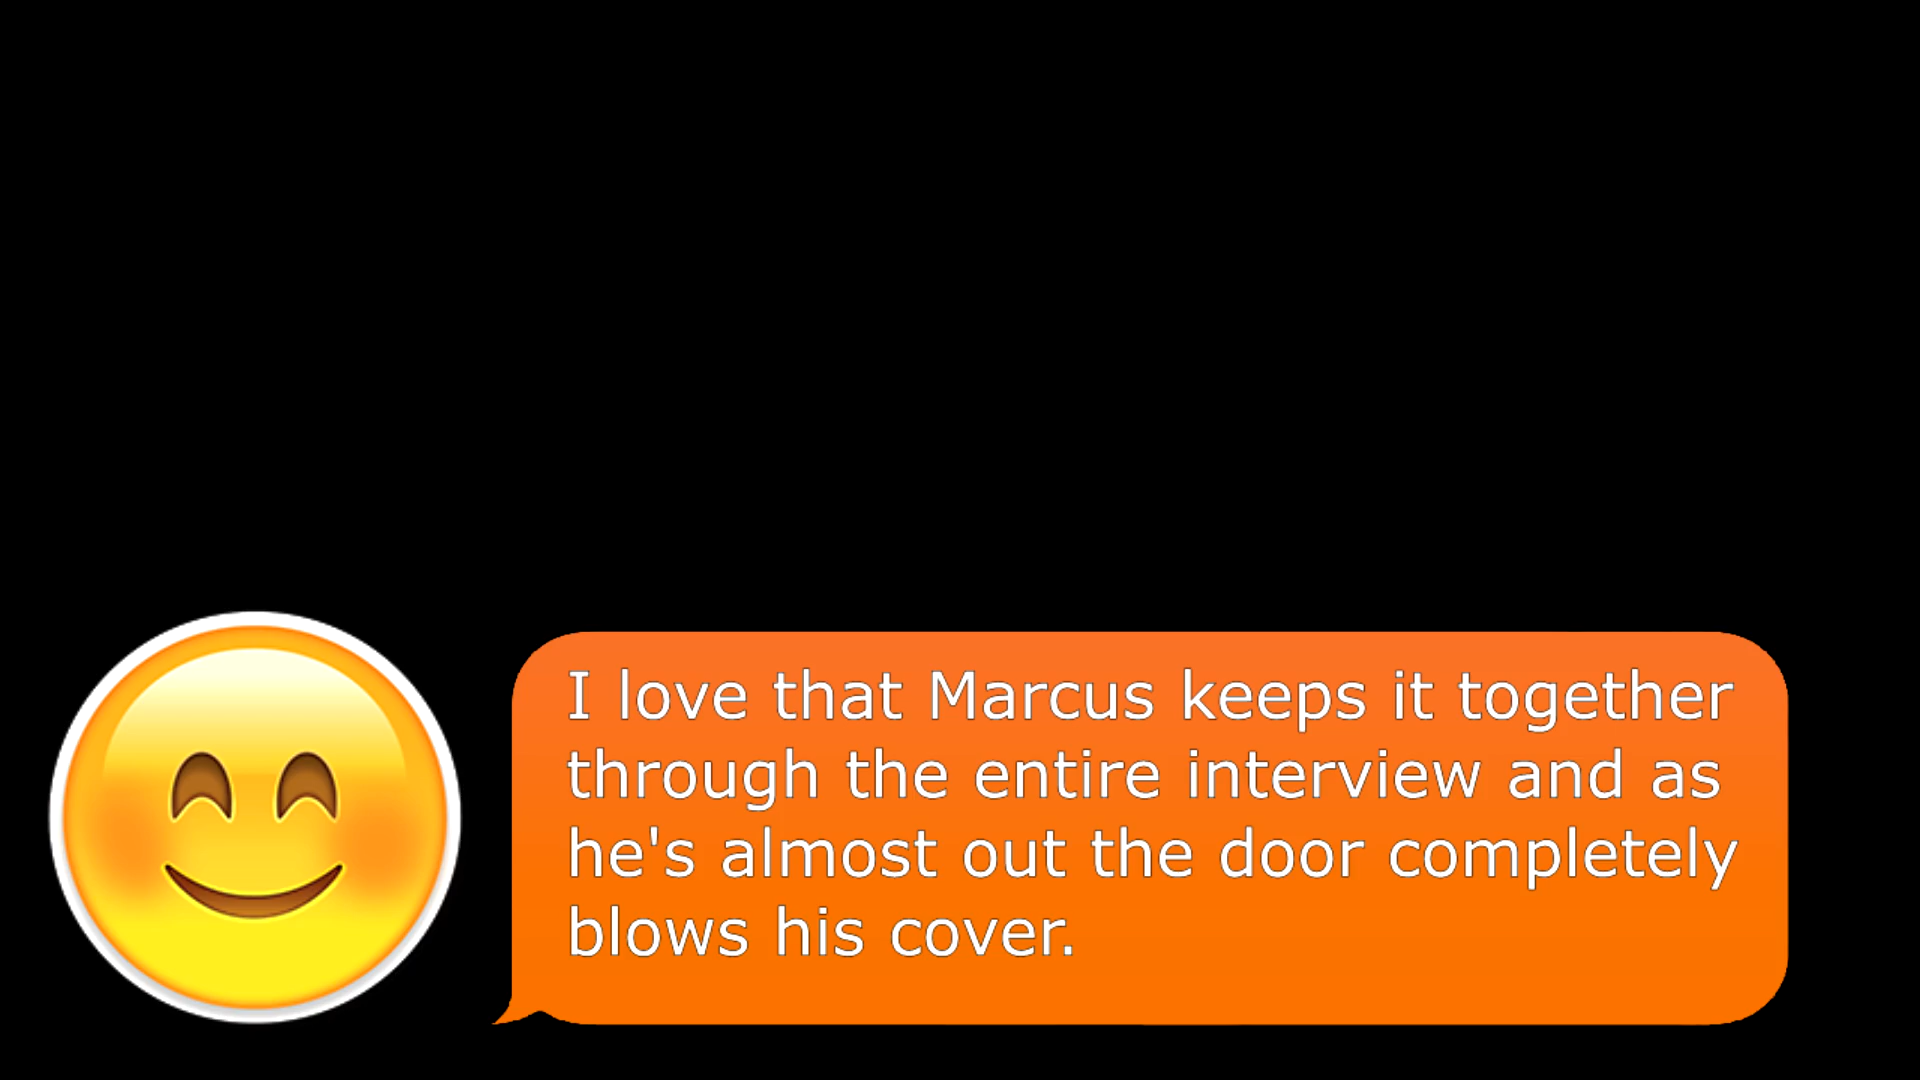 I love that Marcus keeps it together
through the entire interview and as
he's almost out the door completely
blows his cover.